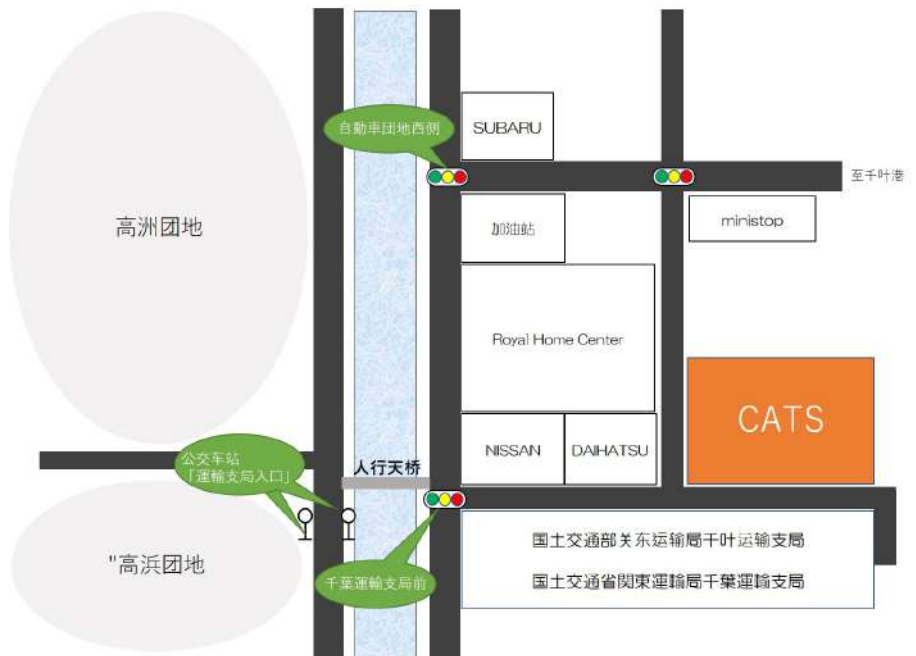 自動車団地西側
SUBARU
至千叶港
高洲団地
加油站
ministop
Royal Home Center
CATS
NISSAN
DAIHATSU
公交车站
「運輸支局入口」
人行天桥
"高浜団地
千葉運輸支局前
国土交通部关东运输局千叶运输支局
国土交通省関東運輸局千葉運輸支局